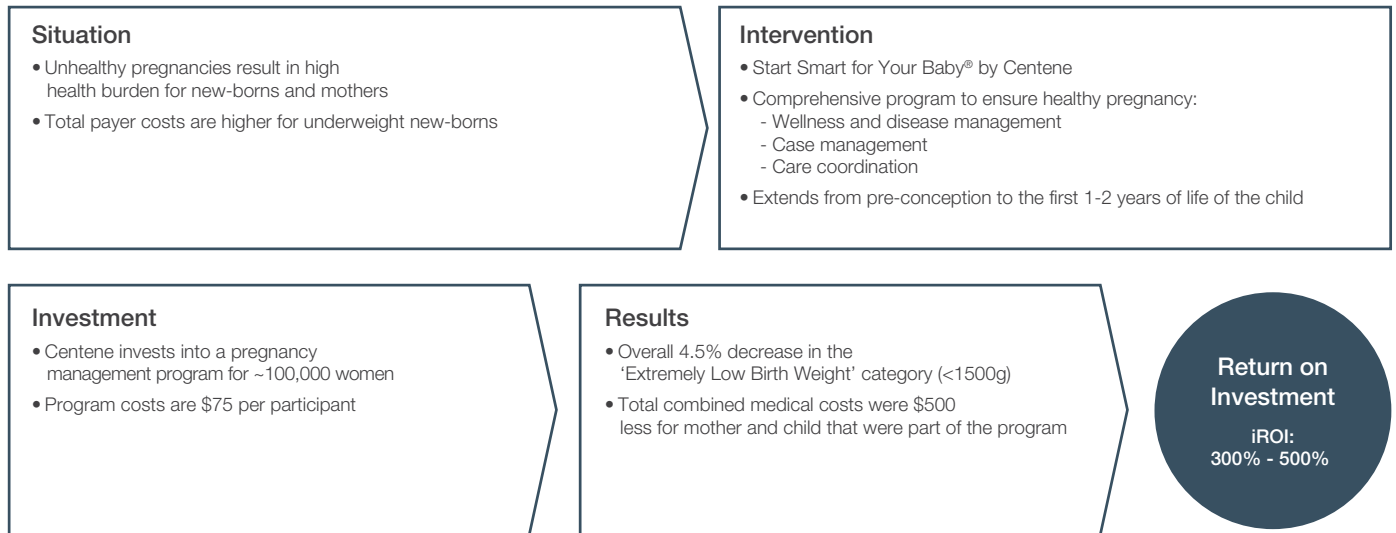 Situation
• Unhealthy pregnancies result in high
health burden for new-borns and mothers
• Total payer costs are higher for underweight new-borns
Intervention
• Start Smart for Your Baby® by Centene
• Comprehensive program to ensure healthy pregnancy:
- Wellness and disease management
- Case management
- Care coordination
• Extends from pre-conception to the first 1-2 years of life of the child
Investment
• Centene invests into a pregnancy
management program for ~100,000 women
• Program costs are $75 per participant
Results
• Overall 4.5% decrease in the
‘Extremely Low Birth Weight’ category (<1500g)
• Total combined medical costs were $500
less for mother and child that were part of the program
Return on
Investment
iROI:
300% - 500%